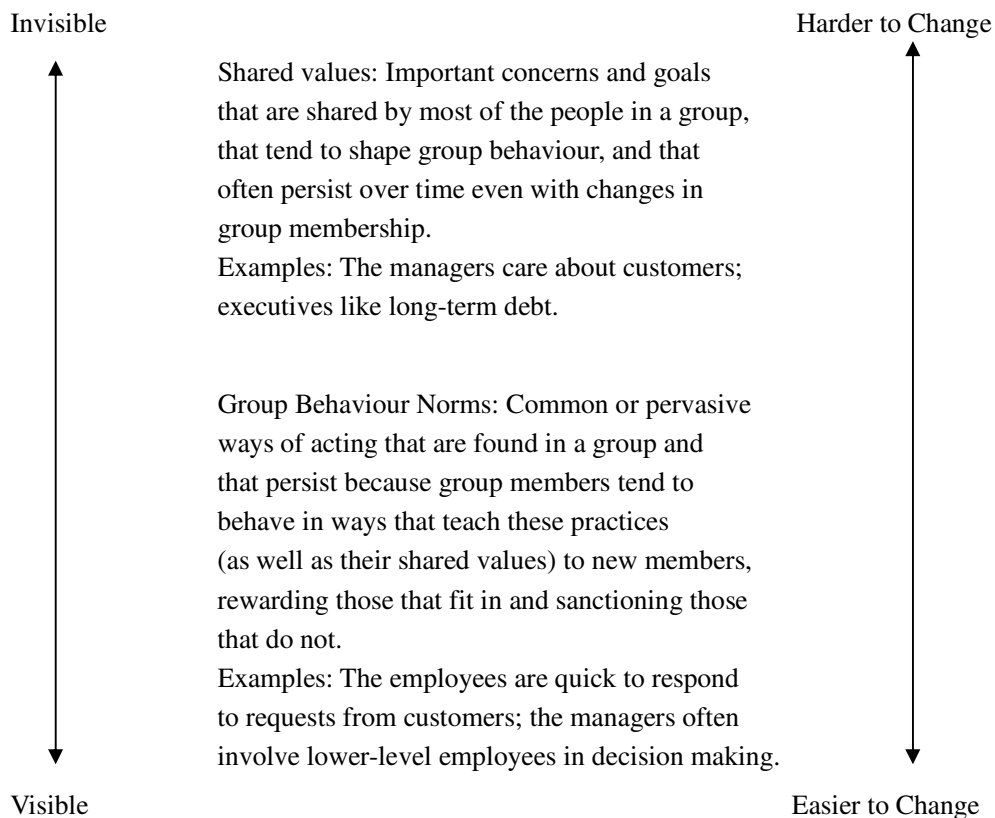 Invisible
Harder to Change
Shared values: Important concerns and goals
that are shared by most of the people in a group,
that tend to shape group behaviour, and that
often persist over time even with changes in
group membership.
Examples: The managers care about customers;
executives like long-term debt.
Group Behaviour Norms: Common or pervasive
ways of acting that are found in a group and
that persist because group members tend to
behave in ways that teach these practices
(as well as their shared values) to new members,
rewarding those that fit in and sanctioning those
that do not.
Examples: The employees are quick to respond
to requests from customers; the managers often
involve lower-level employees in decision making.
Visible
Easier to Change